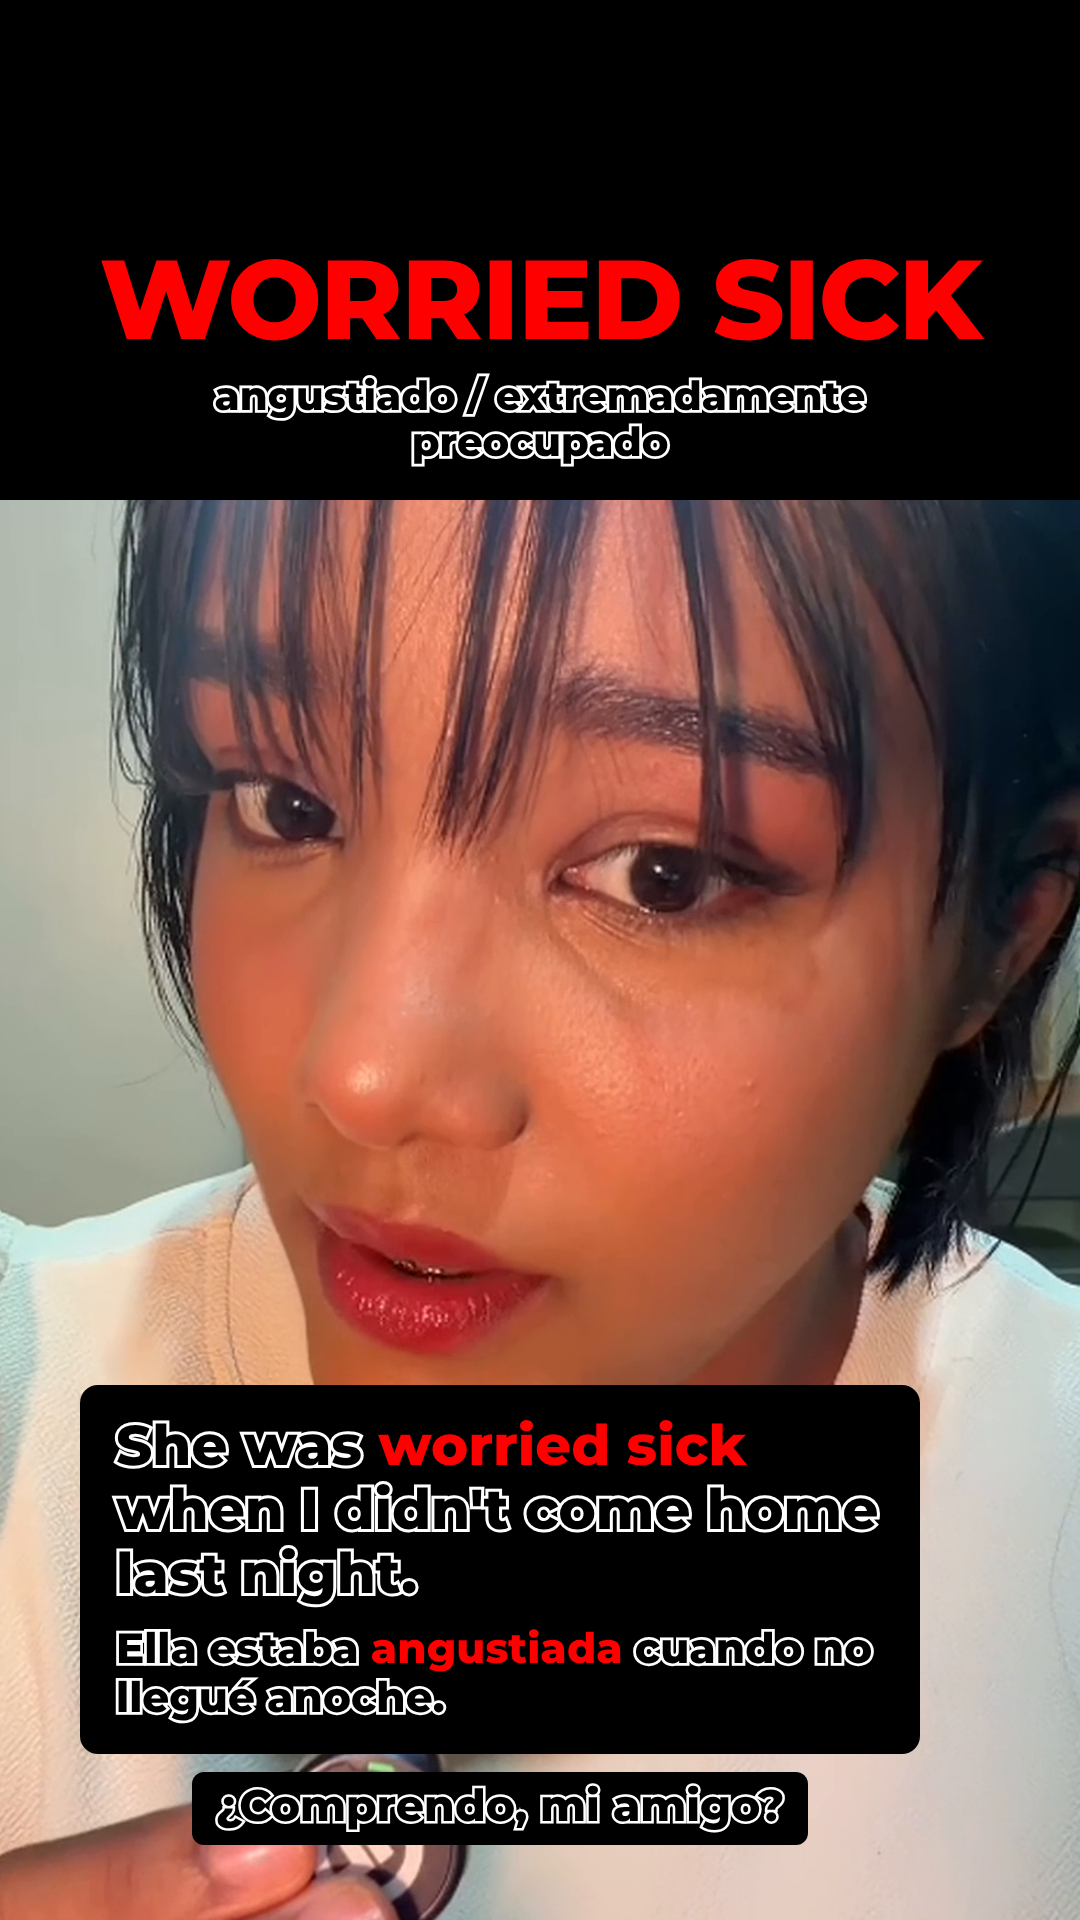 WORRIED SICK
angustiado / extremadamente
preocupado
She was worried sick
when I didn't come home
last night.
Ella estaba angustiada cuando no
llegué anoche.
¿Comprendo, mi amigo?